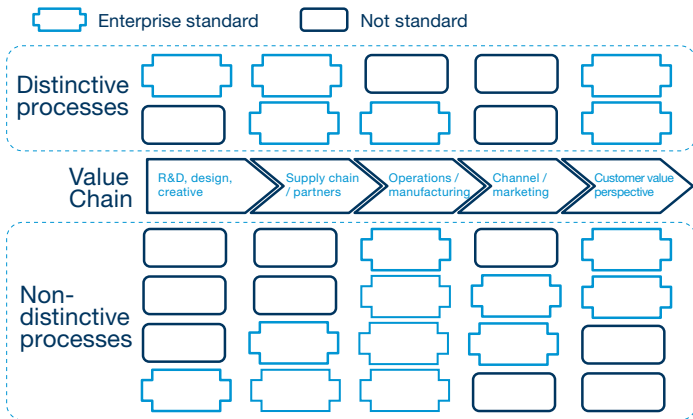 Enterprise standard
Not standard
Distinctive
processes
Value
Chain
R&D, design,
creative
Supply chain
/ partners
Operations /
manufacturing
Channel /
marketing
Customer value
perspective
Non-
distinctive
processes